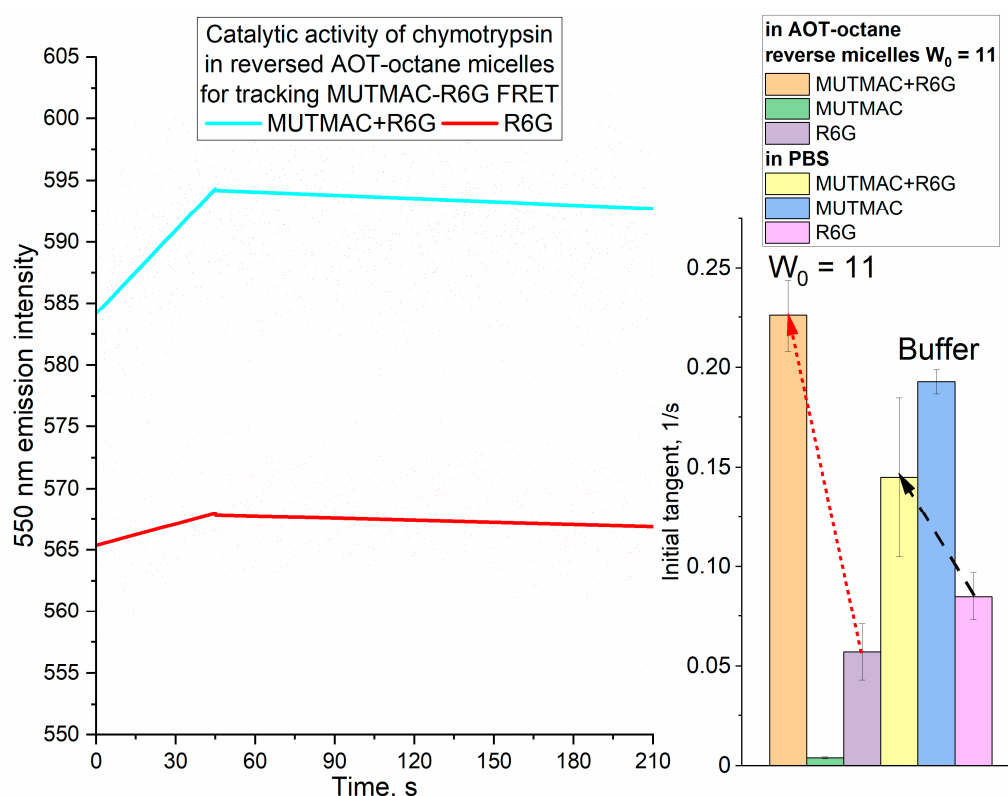 Catalytic activity of chymotrypsin
in reversed AOT-octane micelles
for tracking MUTMAC-R6G FRET
MUTMAC+R6G R6G
605
600
595
590
585
580
575
570
565
560
555
550
550 nm emission intensity
0 30 60 90 120 150 180 210
Time, s
in AOT-octane
reverse micelles W₀ = 11
MUTMAC+R6G
MUTMAC
R6G
in PBS
MUTMAC+R6G
MUTMAC
R6G
W₀ = 11
Buffer
0.25
0.20
0.15
0.10
0.05
0
Initial tangent, 1/s